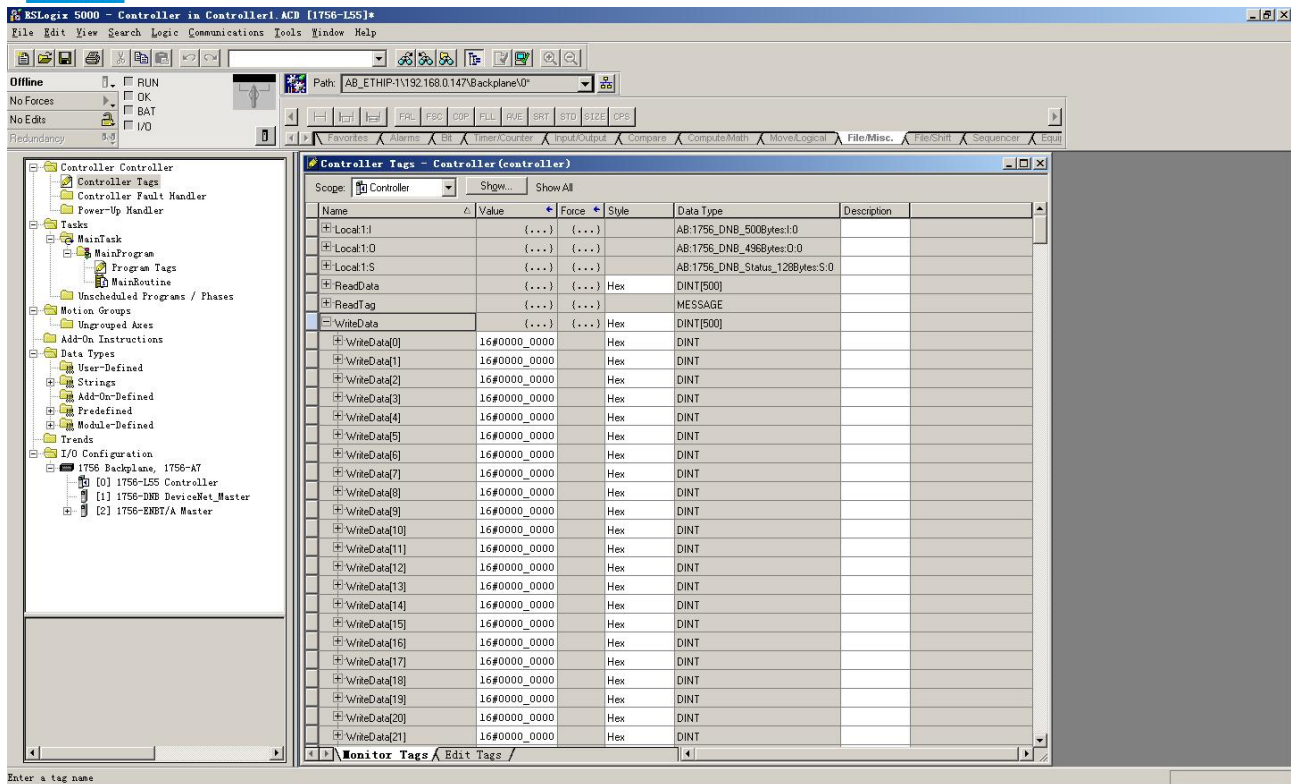 RSLogix 5000 - Controller in Controller1.ACD [1756-L55]*
File Edit View Search Logic Communications Tools Window Help
Offline RUN
No Forces OK
No Edits BAT
Redundancy I/O
Path: AB_ETHIP-1\192.168.0.147\Backplane\0*
FAL FSC COP FLL AVE SRT STD SIZE CPS
Favorites Alarms Bit Timer/Counter Input/Output Compare Compute/Math Move/Logical File/Misc. File/Shift Sequencer Equi
Controller Controller
Controller Tags
Controller Fault Handler
Power-Up Handler
Tasks
MainTask
MainProgram
Program Tags
MainRoutine
Unscheduled Programs / Phases
Motion Groups
Ungrouped Axes
Add-On Instructions
Data Types
User-Defined
Strings
Add-On-Defined
Predefined
Module-Defined
Trends
I/O Configuration
1756 Backplane, 1756-A7
[0] 1756-L55 Controller
[1] 1756-DNB DeviceNet_Master
[2] 1756-ENBT/A Master
Controller Tags - Controller(controller)
Scope: Controller Show... Show All
Name Value Force Style Data Type Description
Local:1:I {...} {...} AB:1756_DNB_500Bytes:I:0
Local:1:O {...} {...} AB:1756_DNB_496Bytes:O:0
Local:1:S {...} {...} AB:1756_DNB_Status_128Bytes:S:0
ReadData {...} {...} Hex DINT[500]
ReadTag {...} {...} MESSAGE
WriteData {...} {...} Hex DINT[500]
WriteData[0] 16#0000_0000 Hex DINT
WriteData[1] 16#0000_0000 Hex DINT
WriteData[2] 16#0000_0000 Hex DINT
WriteData[3] 16#0000_0000 Hex DINT
WriteData[4] 16#0000_0000 Hex DINT
WriteData[5] 16#0000_0000 Hex DINT
WriteData[6] 16#0000_0000 Hex DINT
WriteData[7] 16#0000_0000 Hex DINT
WriteData[8] 16#0000_0000 Hex DINT
WriteData[9] 16#0000_0000 Hex DINT
WriteData[10] 16#0000_0000 Hex DINT
WriteData[11] 16#0000_0000 Hex DINT
WriteData[12] 16#0000_0000 Hex DINT
WriteData[13] 16#0000_0000 Hex DINT
WriteData[14] 16#0000_0000 Hex DINT
WriteData[15] 16#0000_0000 Hex DINT
WriteData[16] 16#0000_0000 Hex DINT
WriteData[17] 16#0000_0000 Hex DINT
WriteData[18] 16#0000_0000 Hex DINT
WriteData[19] 16#0000_0000 Hex DINT
WriteData[20] 16#0000_0000 Hex DINT
WriteData[21] 16#0000_0000 Hex DINT
Monitor Tags Edit Tags
Enter a tag name